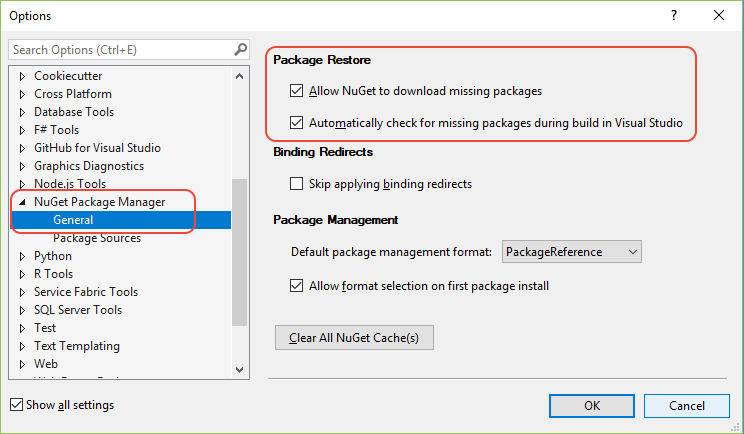 Options
Search Options (Ctrl+E)
Cookiecutter
Cross Platform
Database Tools
F# Tools
GitHub for Visual Studio
Graphics Diagnostics
Node.js Tools
NuGet Package Manager
General
Package Sources
Python
R Tools
Service Fabric Tools
SQL Server Tools
Test
Text Templating
Web
Show all settings
Package Restore
Allow NuGet to download missing packages
Automatically check for missing packages during build in Visual Studio
Binding Redirects
Skip applying binding redirects
Package Management
Default package management format: PackageReference
Allow format selection on first package install
Clear All NuGet Cache(s)
OK
Cancel